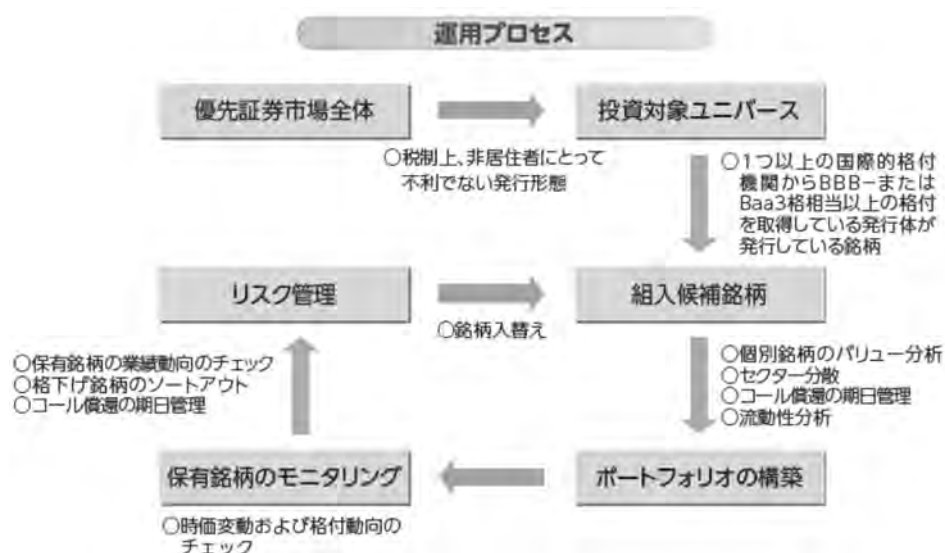 運用プロセス
優先証券市場全体
投資対象ユニバース
○税制上、非居住者にとって
不利でない発行形態
○1つ以上の国際的格付
機関からBBB−または
Baa3格相当以上の格付
を取得している発行体が
発行している銘柄
リスク管理
組入候補銘柄
○銘柄入替え
○保有銘柄の業績動向のチェック
○格下げ銘柄のソートアウト
○コール償還の期日管理
○個別銘柄のバリュー分析
○セクター分散
○コール償還の期日管理
○流動性分析
保有銘柄のモニタリング
ポートフォリオの構築
○時価変動および格付動向の
チェック